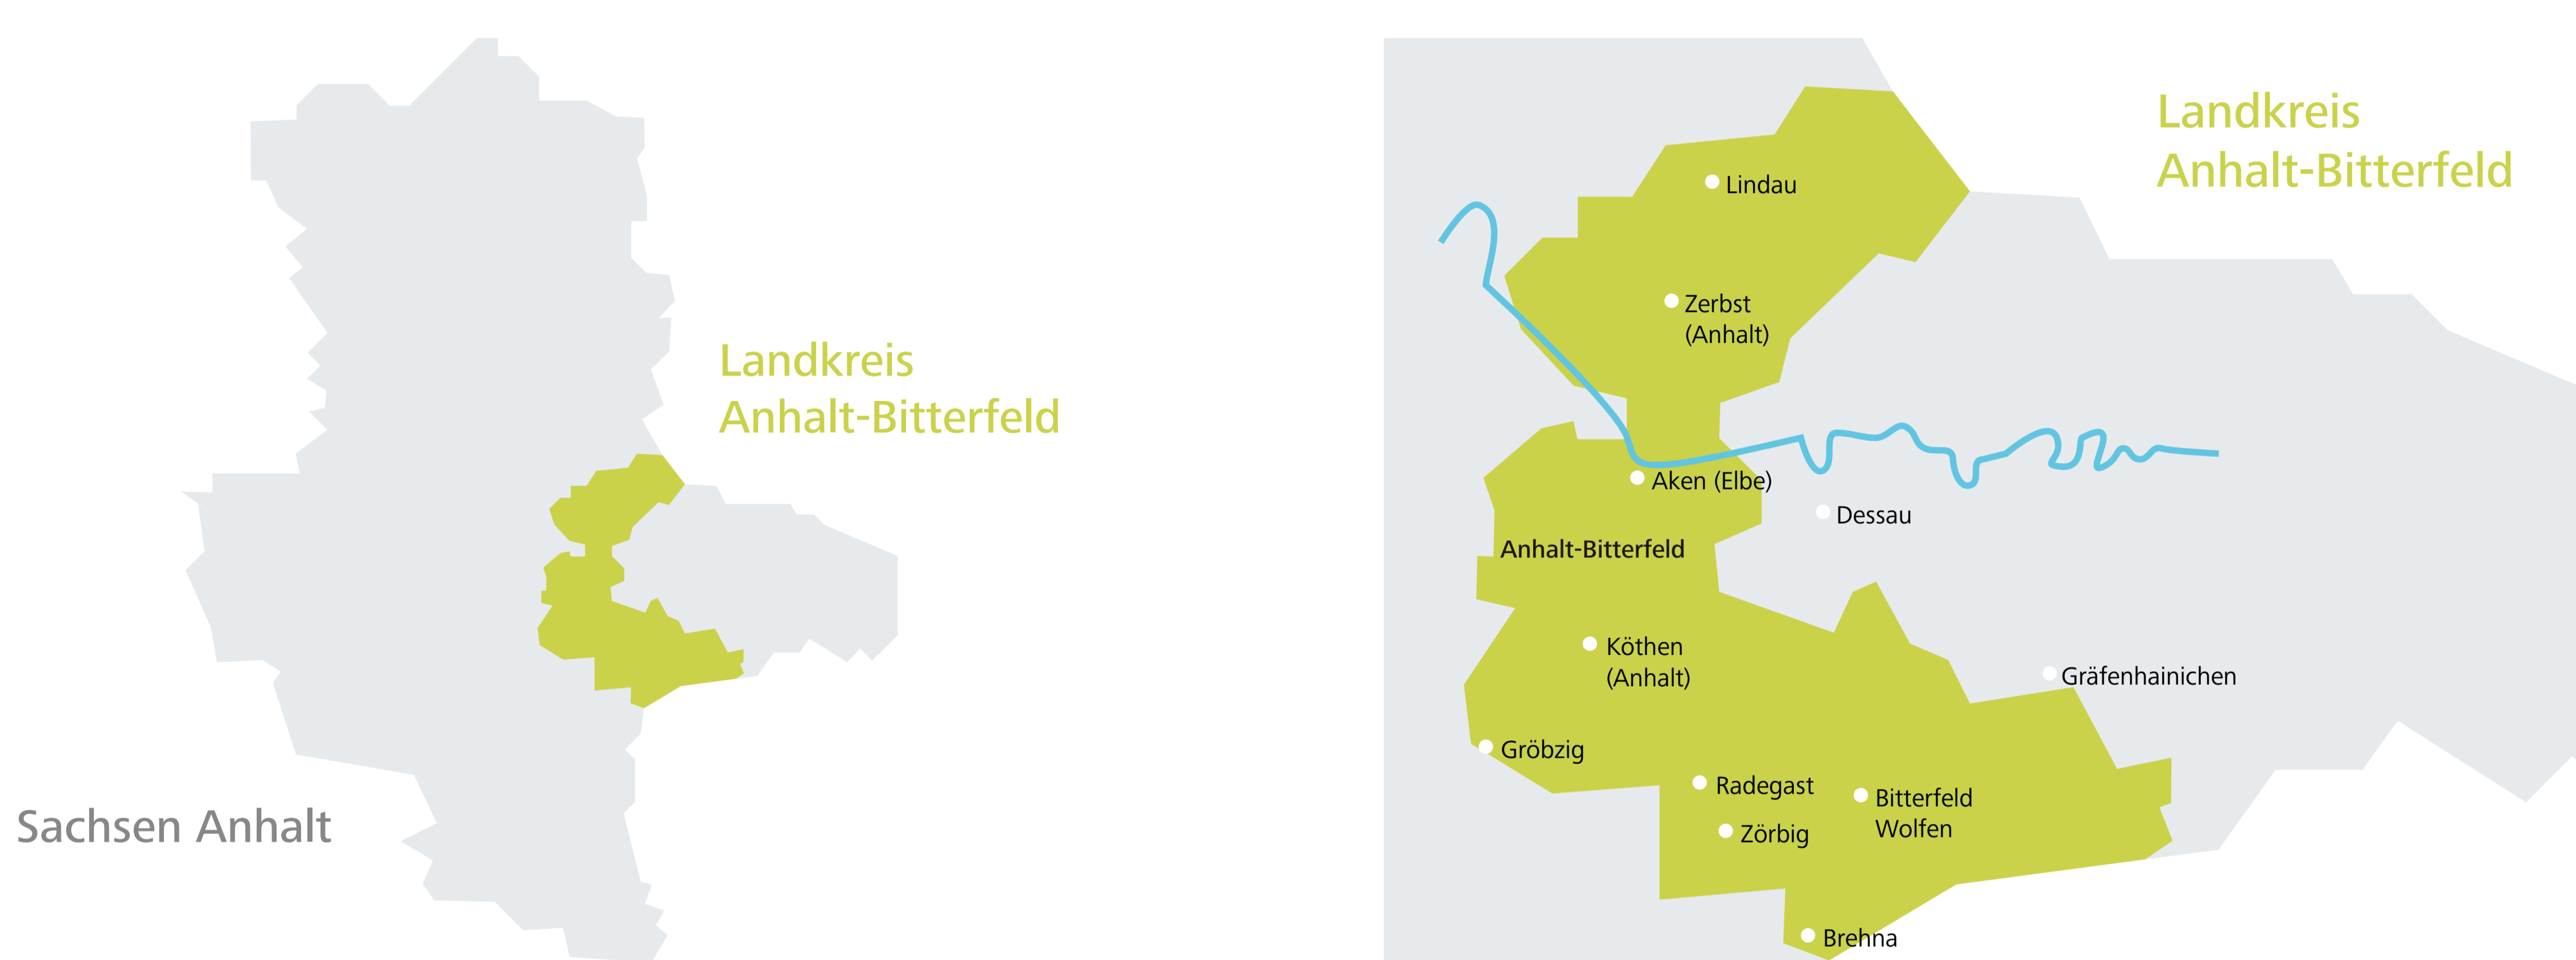 Landkreis
Anhalt-Bitterfeld
Sachsen Anhalt
Landkreis
Anhalt-Bitterfeld
Lindau
Zerbst
(Anhalt)
Aken (Elbe)
Dessau
Anhalt-Bitterfeld
Köthen
(Anhalt)
Gräfenhainichen
Gröbzig
Radegast
Bitterfeld
Wolfen
Zörbig
Brehna